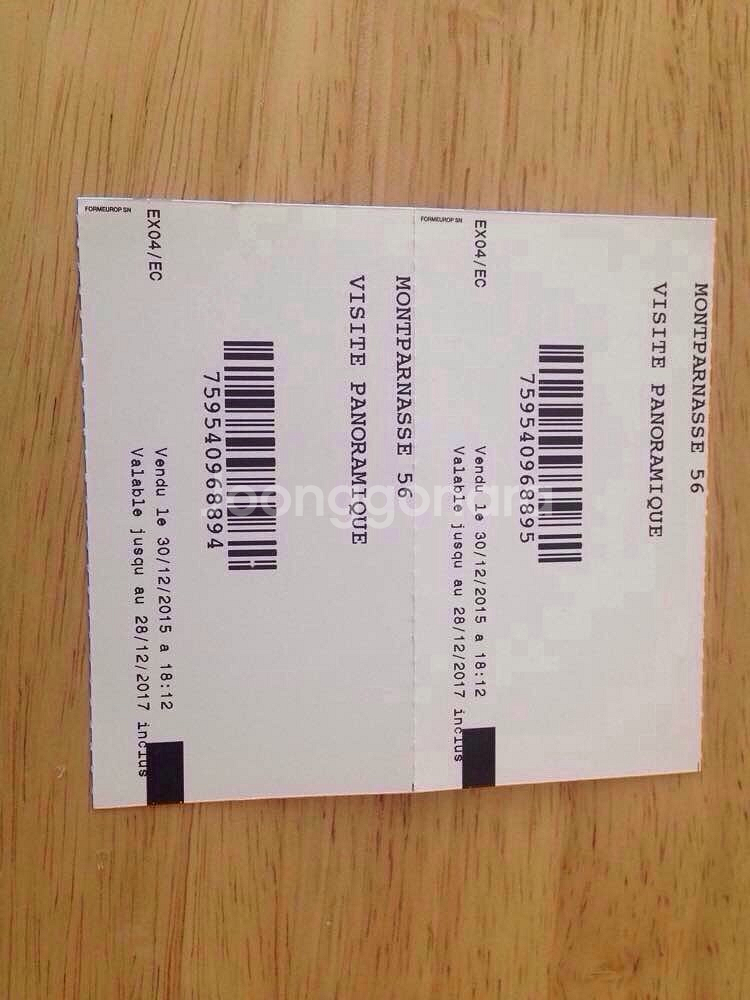 MONTPARNASSE 56
VISITE PANORAMIQUE
759540968895
Vendu le 30/12/2015 a 18:12
Valable jusqu au 28/12/2017 inclus
EX04/EC
FORMEUROP SN
MONTPARNASSE 56
VISITE PANORAMIQUE
759540968894
Vendu le 30/12/2015 a 18:12
Valable jusqu au 28/12/2017 inclus
EX04/EC
FORMEUROP SN